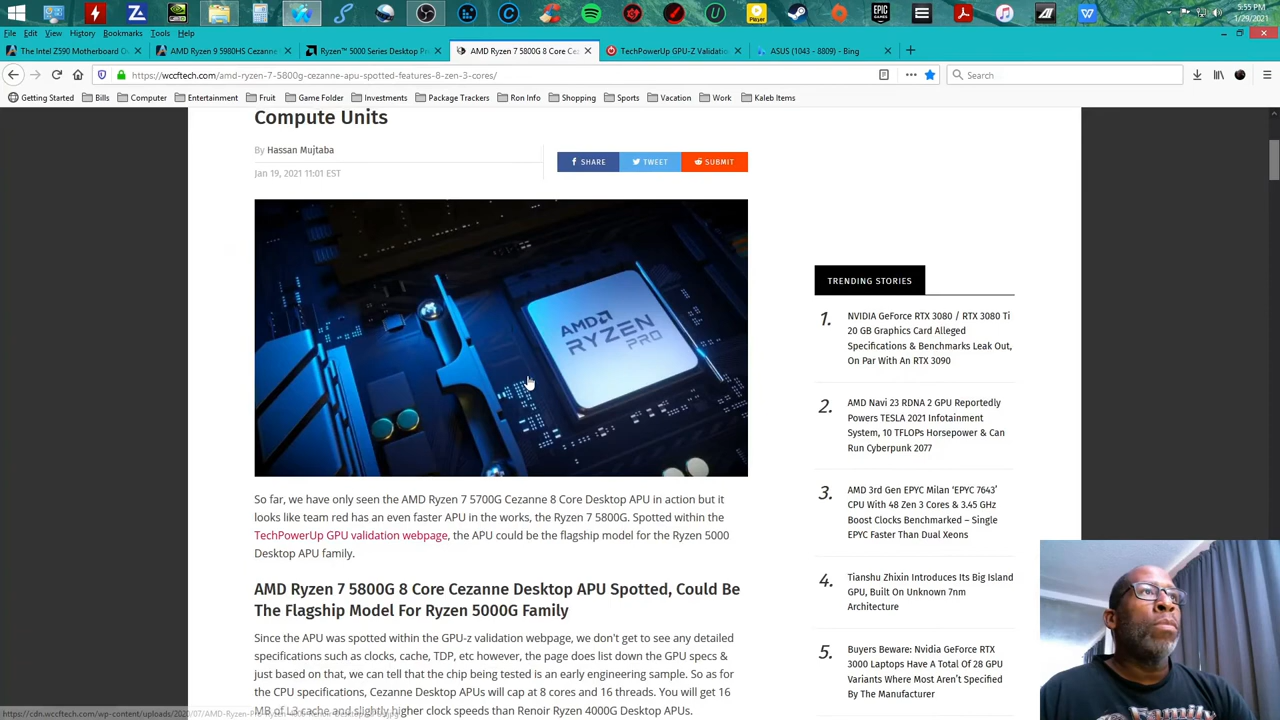 5:55 PM
1/29/2021
File Edit View History Bookmarks Tools Help
The Intel Z590 Motherboard Ov
AMD Ryzen 9 5980HS Cezanne
Ryzen™ 5000 Series Desktop Pr
AMD Ryzen 7 5800G 8 Core Cez
TechPowerUp GPU-Z Validatio
ASUS (1043 - 8809) - Bing
https://wccftech.com/amd-ryzen-7-5800g-cezanne-apu-spotted-features-8-zen-3-cores/
Search
Getting Started Bills Computer Entertainment Fruit Game Folder Investments Package Trackers Ron Info Shopping Sports Vacation Work Kaleb Items
Compute Units
By Hassan Mujtaba
Jan 19, 2021 11:01 EST
SHARE TWEET SUBMIT
AMD
RYZEN
PRO
So far, we have only seen the AMD Ryzen 7 5700G Cezanne 8 Core Desktop APU in action but it
looks like team red has an even faster APU in the works, the Ryzen 7 5800G. Spotted within the
TechPowerUp GPU validation webpage, the APU could be the flagship model for the Ryzen 5000
Desktop APU family.
AMD Ryzen 7 5800G 8 Core Cezanne Desktop APU Spotted, Could Be
The Flagship Model For Ryzen 5000G Family
Since the APU was spotted within the GPU-z validation webpage, we don't get to see any detailed
specifications such as clocks, cache, TDP, etc however, the page does list down the GPU specs &
just based on that, we can tell that the chip being tested is an early engineering sample. So as for
the CPU specifications, Cezanne Desktop APUs will cap at 8 cores and 16 threads. You will get 16
MB of L3 cache and slightly higher clock speeds than Renoir Ryzen 4000G Desktop APUs.
TRENDING STORIES
1. NVIDIA GeForce RTX 3080 / RTX 3080 Ti
20 GB Graphics Card Alleged
Specifications & Benchmarks Leak Out,
On Par With An RTX 3090
2. AMD Navi 23 RDNA 2 GPU Reportedly
Powers TESLA 2021 Infotainment
System, 10 TFLOPs Horsepower & Can
Run Cyberpunk 2077
3. AMD 3rd Gen EPYC Milan ‘EPYC 7643’
CPU With 48 Zen 3 Cores & 3.45 GHz
Boost Clocks Benchmarked – Single
EPYC Faster Than Dual Xeons
4. Tianshu Zhixin Introduces Its Big Island
GPU, Built On Unknown 7nm
Architecture
5. Buyers Beware: Nvidia GeForce RTX
3000 Laptops Have A Total Of 28 GPU
Variants Where Most Aren't Specified
By The Manufacturer